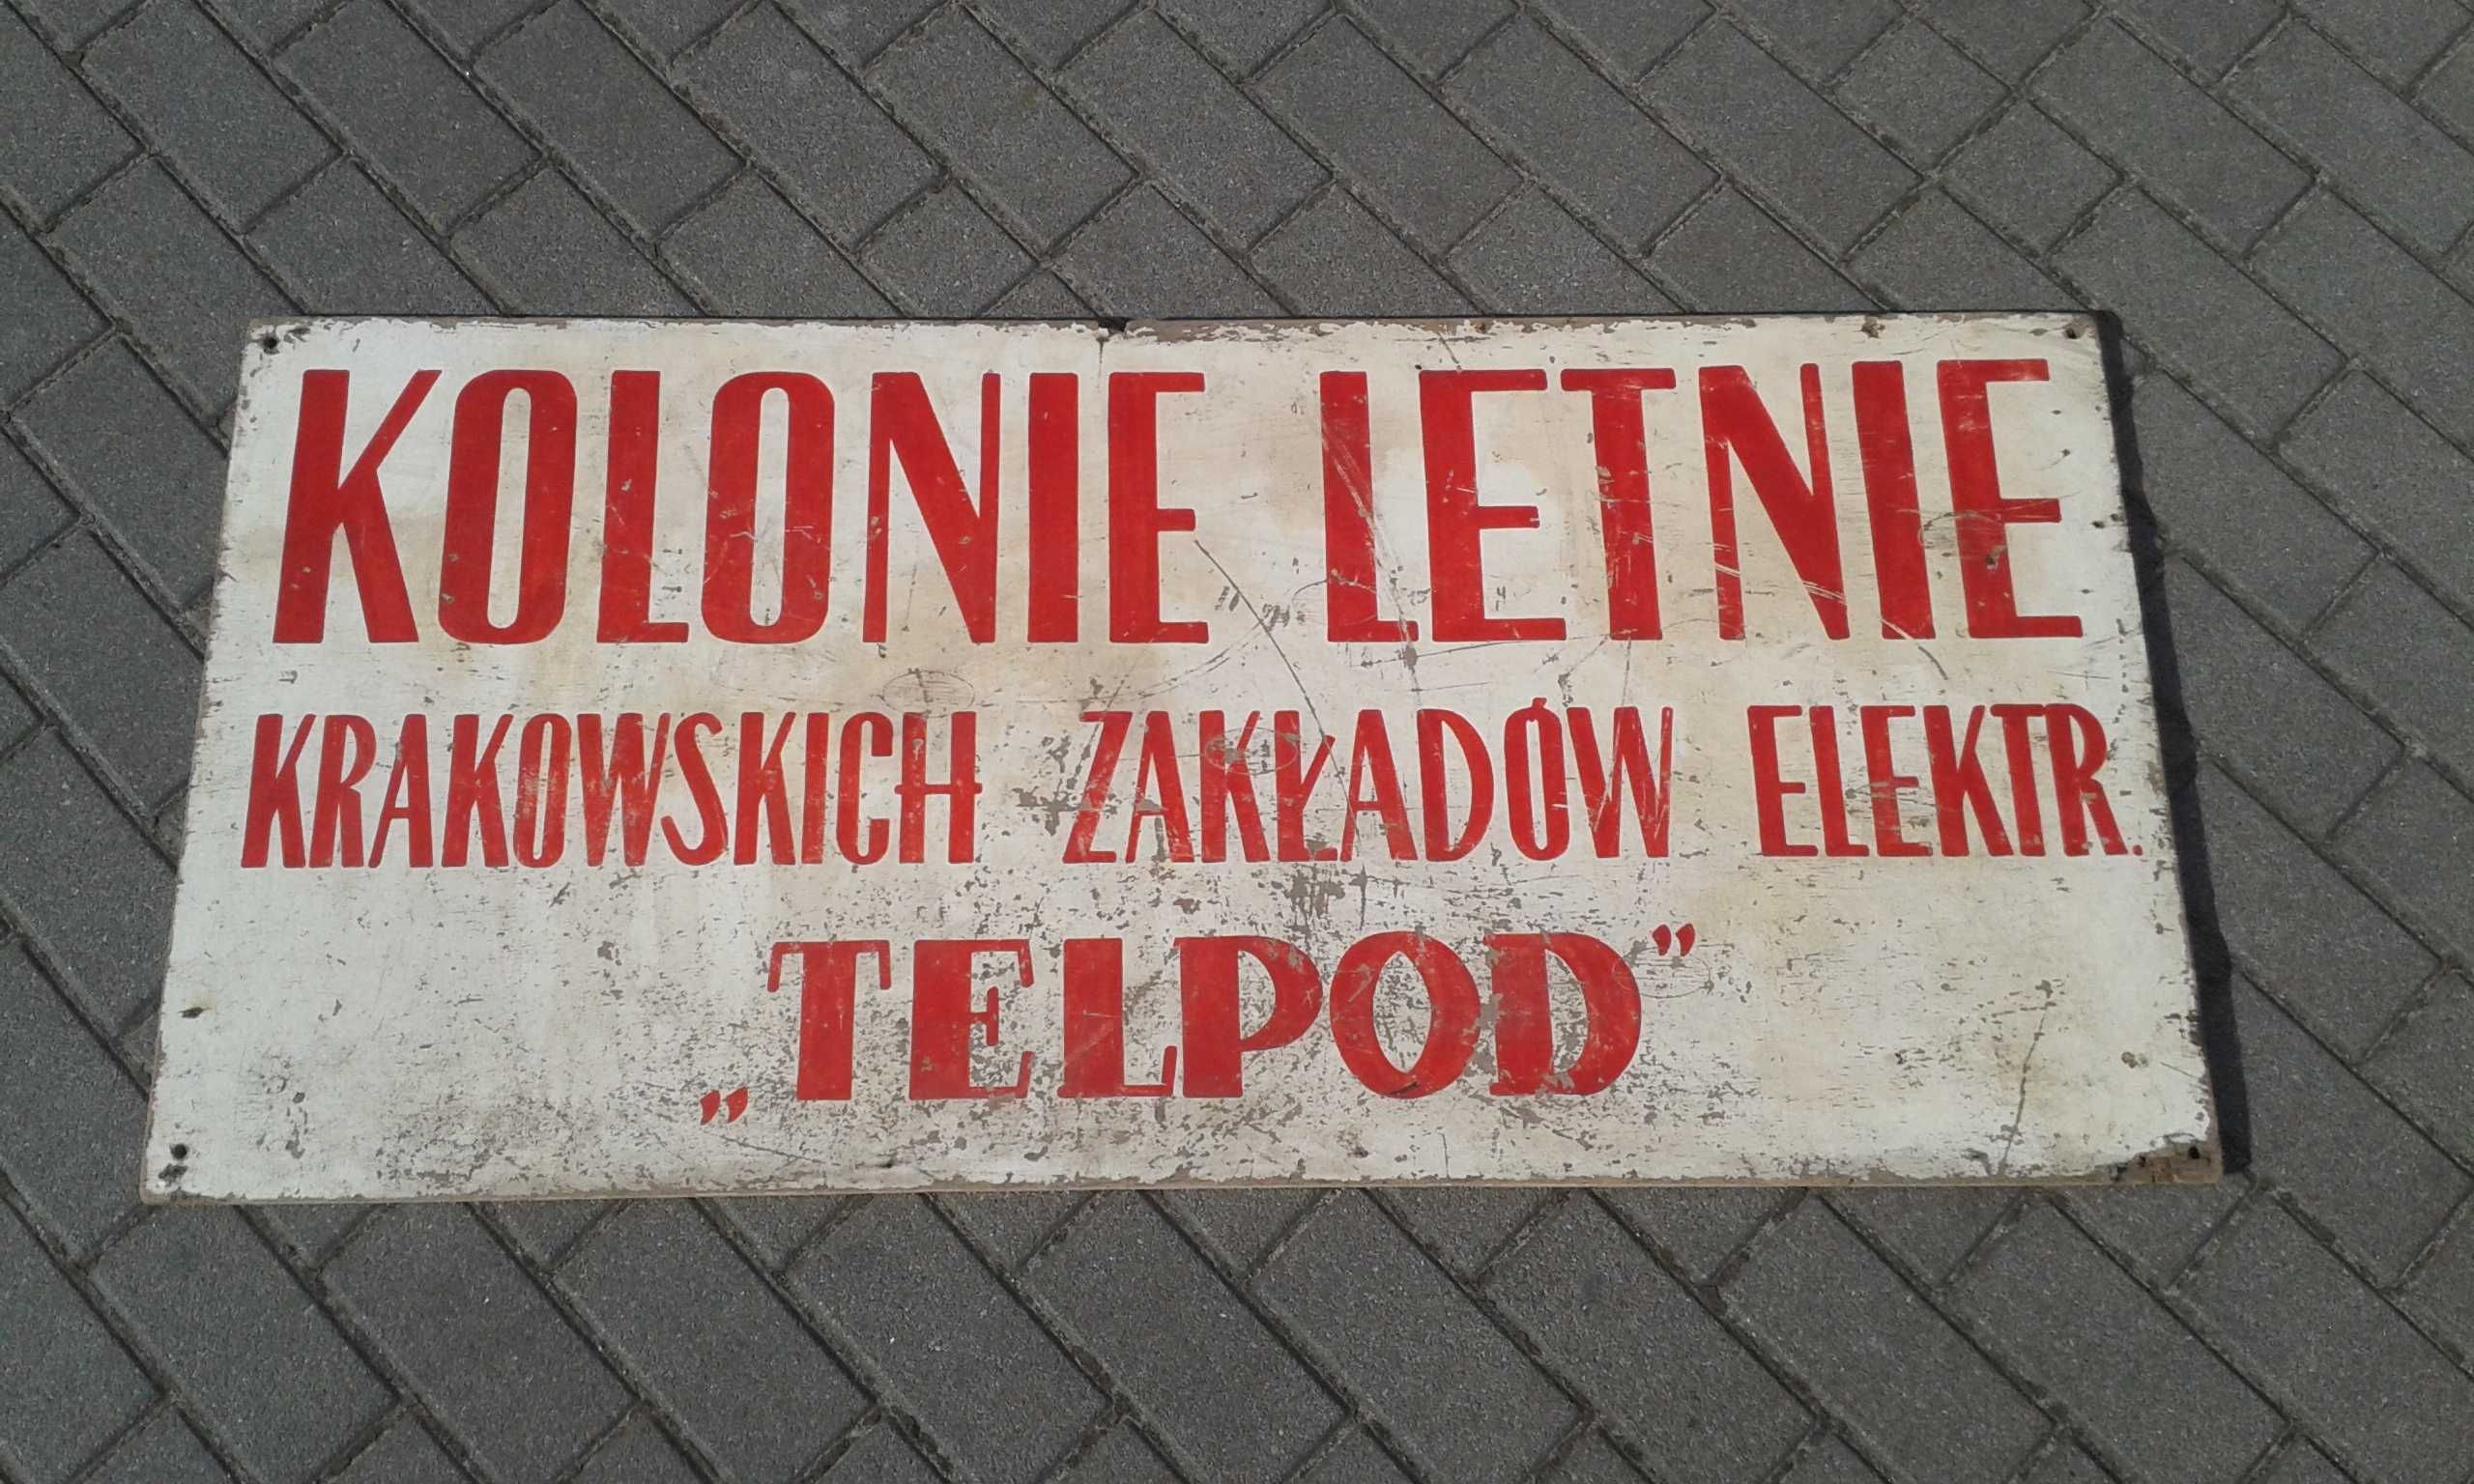 KOLONIE LETNIE
KRAKOWSKICH ZAKŁADÓW ELEKTR.
„TELPOD”